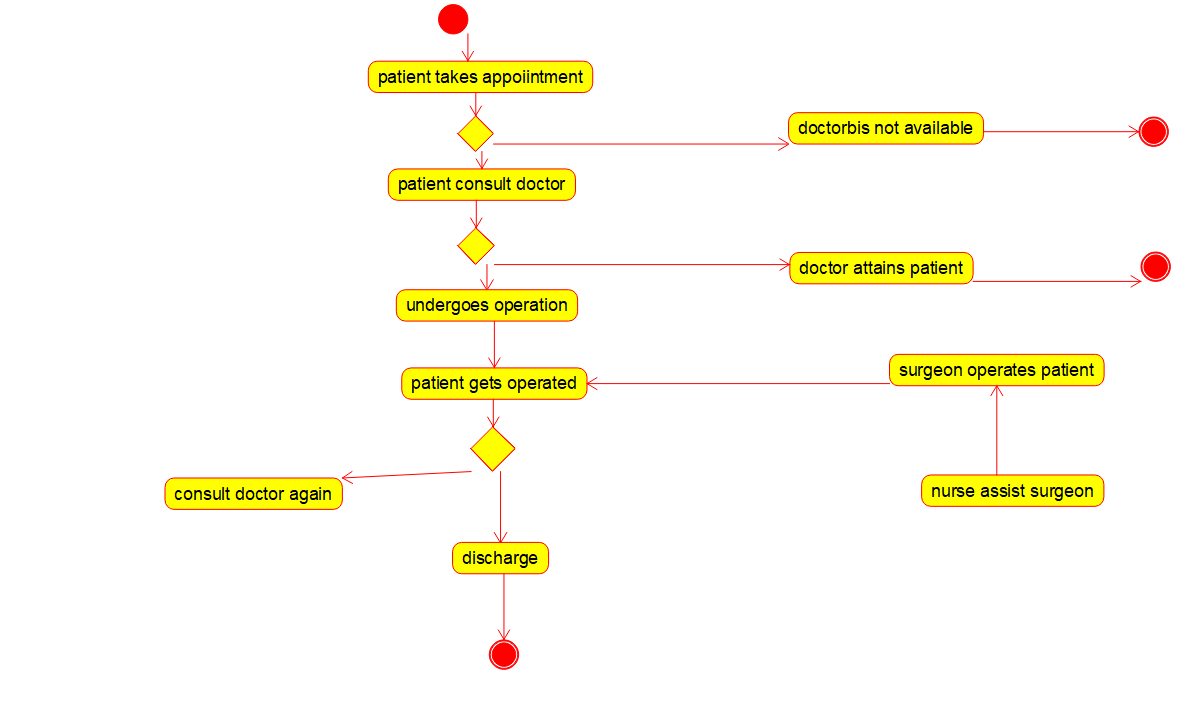 patient takes appoiintment
doctorbis not available
patient consult doctor
doctor attains patient
undergoes operation
surgeon operates patient
patient gets operated
consult doctor again
nurse assist surgeon
discharge